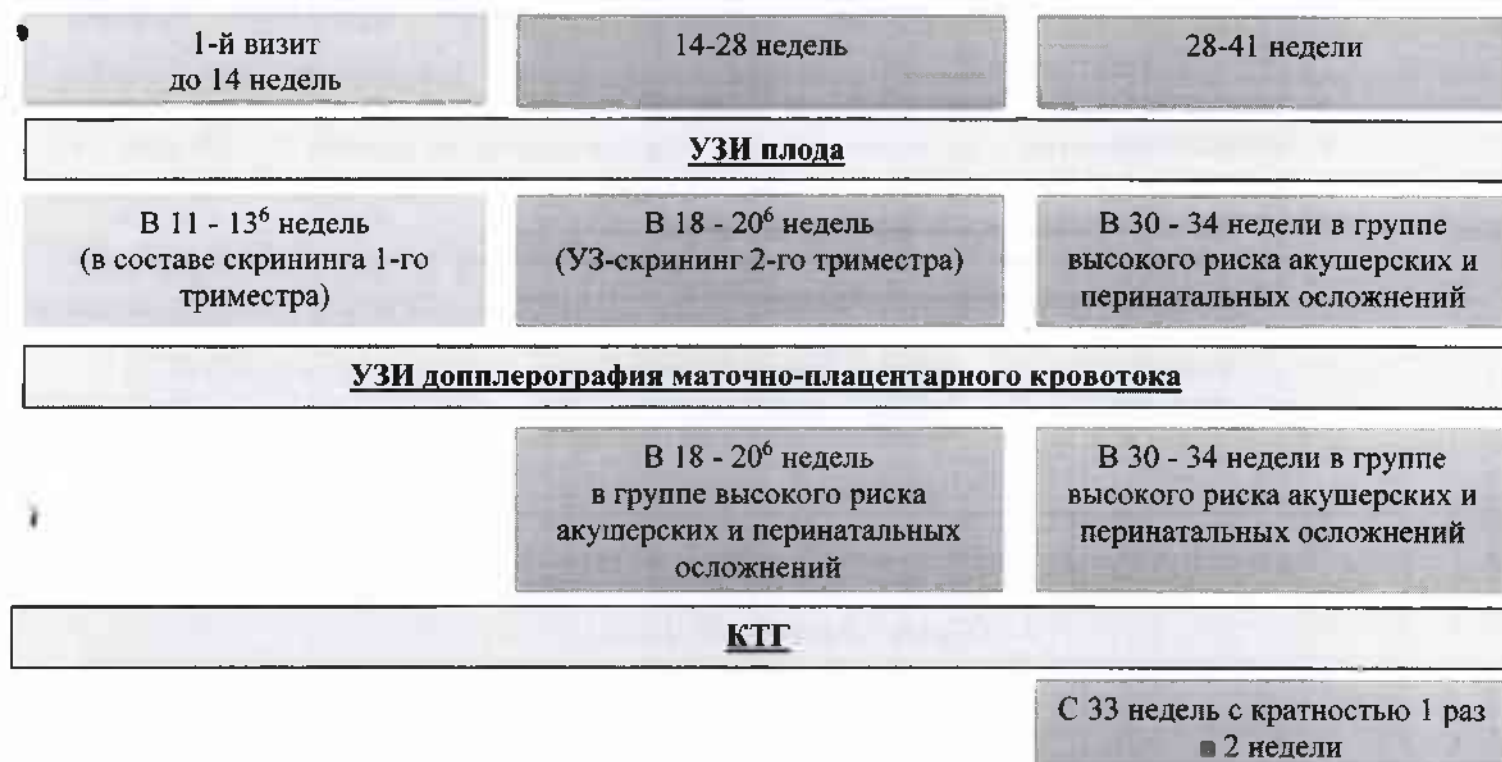 1-й визит
до 14 недель
14-28 недель
28-41 недели
УЗИ плода
В 11 - 13⁶ недель
(в составе скрининга 1-го
триместра)
В 18 - 20⁶ недель
(УЗ-скрининг 2-го триместра)
В 30 - 34 недели в группе
высокого риска акушерских и
перинатальных осложнений
УЗИ допплерография маточно-плацентарного кровотока
В 18 - 20⁶ недель
в группе высокого риска
акушерских и перинатальных
осложнений
В 30 - 34 недели в группе
высокого риска акушерских и
перинатальных осложнений
КТГ
С 33 недель с кратностью 1 раз
2 недели